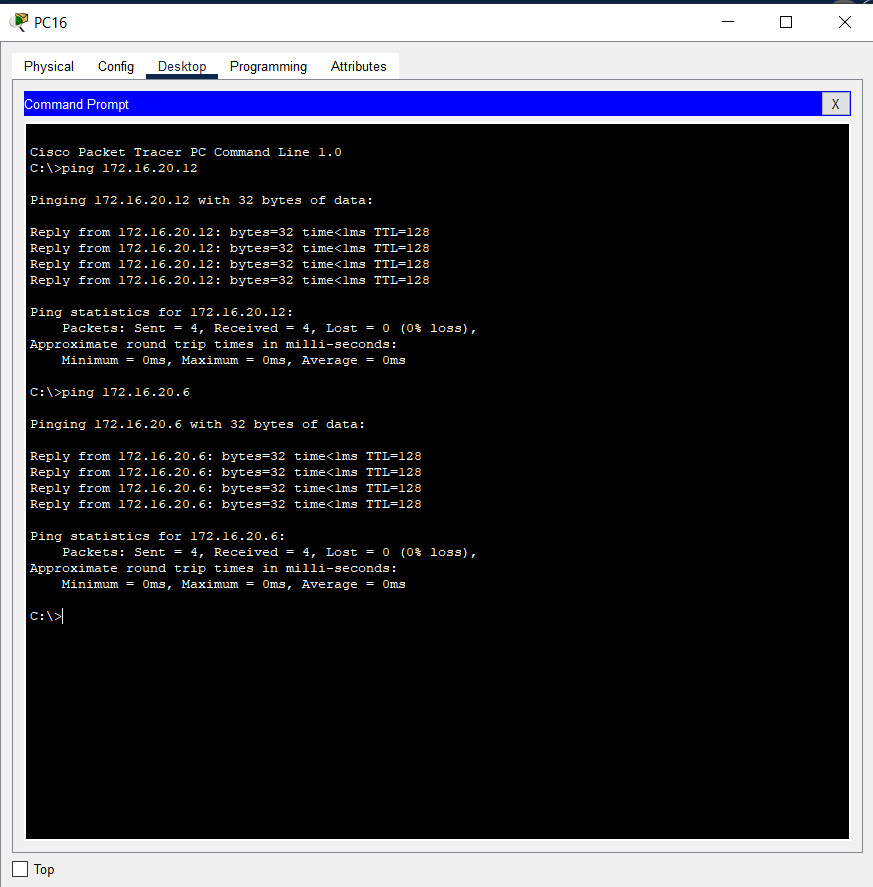 PC16
Physical Config Desktop Programming Attributes
Command Prompt X
Cisco Packet Tracer PC Command Line 1.0
C:\>ping 172.16.20.12
Pinging 172.16.20.12 with 32 bytes of data:
Reply from 172.16.20.12: bytes=32 time<1ms TTL=128
Reply from 172.16.20.12: bytes=32 time<1ms TTL=128
Reply from 172.16.20.12: bytes=32 time<1ms TTL=128
Reply from 172.16.20.12: bytes=32 time<1ms TTL=128
Ping statistics for 172.16.20.12:
    Packets: Sent = 4, Received = 4, Lost = 0 (0% loss),
Approximate round trip times in milli-seconds:
    Minimum = 0ms, Maximum = 0ms, Average = 0ms
C:\>ping 172.16.20.6
Pinging 172.16.20.6 with 32 bytes of data:
Reply from 172.16.20.6: bytes=32 time<1ms TTL=128
Reply from 172.16.20.6: bytes=32 time<1ms TTL=128
Reply from 172.16.20.6: bytes=32 time<1ms TTL=128
Reply from 172.16.20.6: bytes=32 time<1ms TTL=128
Ping statistics for 172.16.20.6:
    Packets: Sent = 4, Received = 4, Lost = 0 (0% loss),
Approximate round trip times in milli-seconds:
    Minimum = 0ms, Maximum = 0ms, Average = 0ms
C:\>
Top